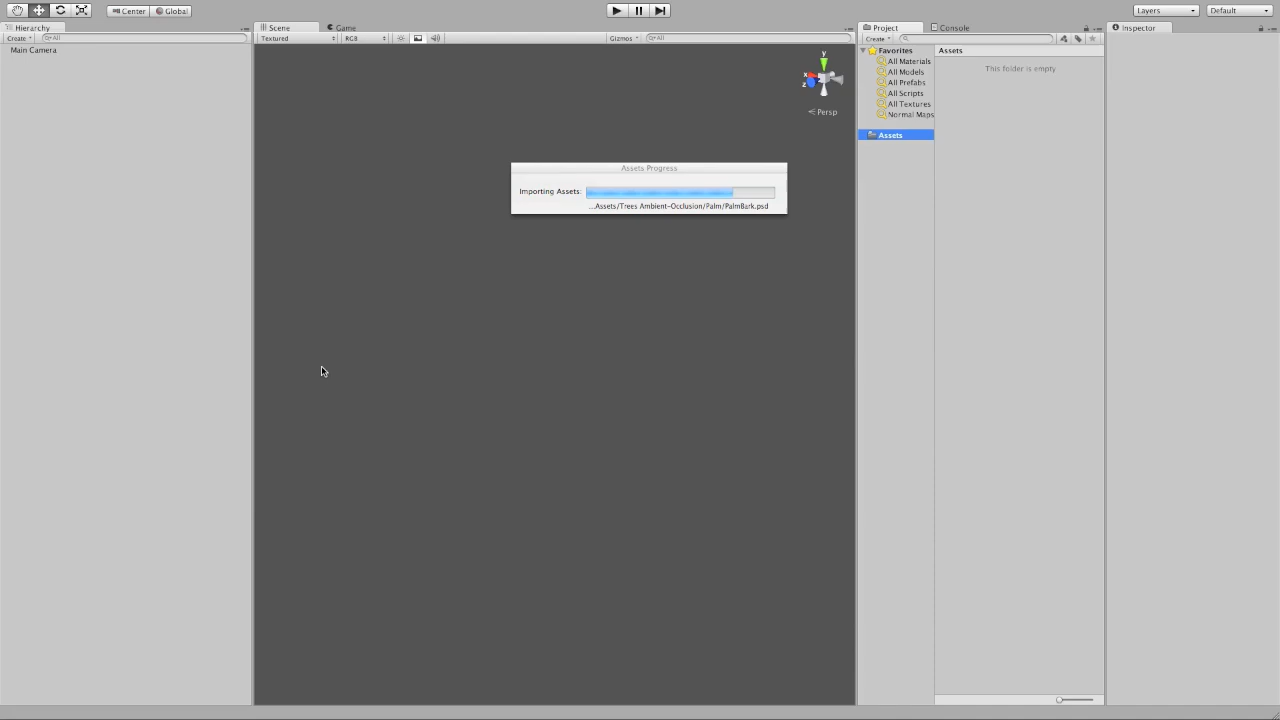 Center Global
Layers
Default
Hierarchy
Scene
Game
Project
Console
Inspector
Create
All
Textured
RGB
Gizmos
All
Create
Main Camera
y
x
z
Persp
Favorites
All Materials
All Models
All Prefabs
All Scripts
All Textures
Normal Maps
Assets
Assets
This folder is empty
Assets Progress
Importing Assets:
...Assets/Trees Ambient-Occlusion/Palm/PalmBark.psd